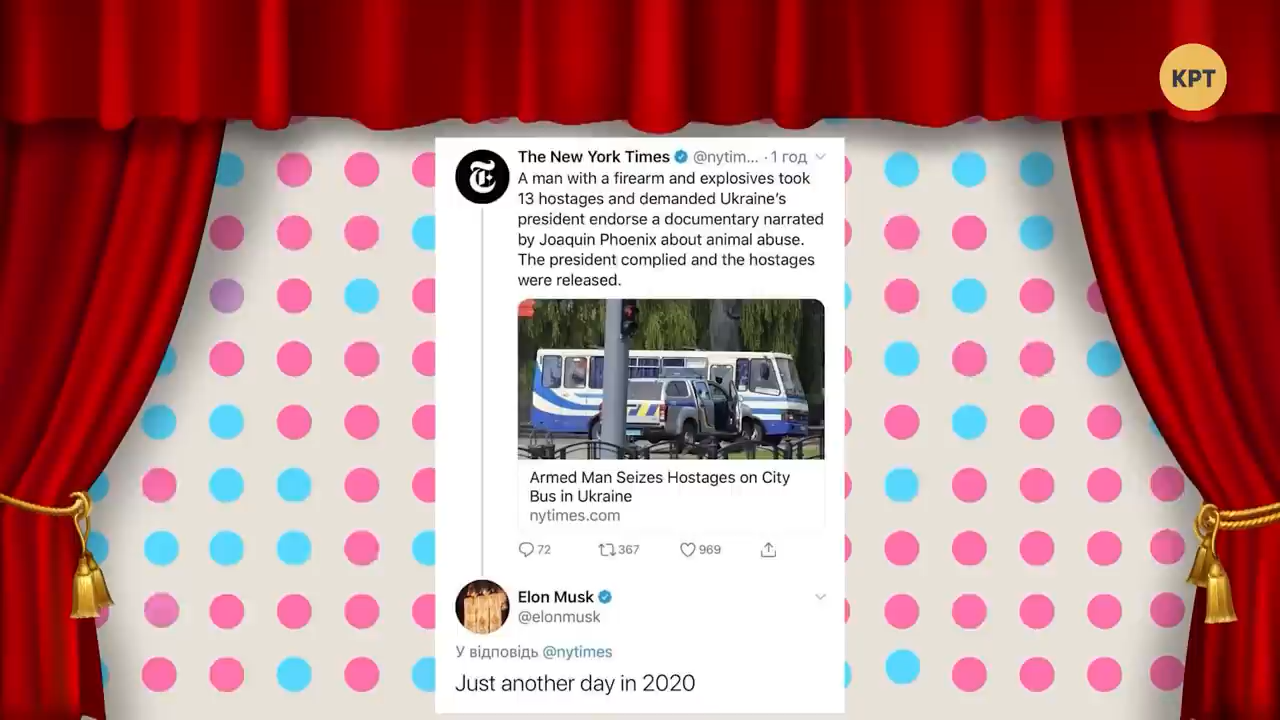 КРТ
The New York Times @nytim... · 1 год
A man with a firearm and explosives took
13 hostages and demanded Ukraine's
president endorse a documentary narrated
by Joaquin Phoenix about animal abuse.
The president complied and the hostages
were released.
Armed Man Seizes Hostages on City
Bus in Ukraine
nytimes.com
72 367 969
Elon Musk
@elonmusk
У відповідь @nytimes
Just another day in 2020